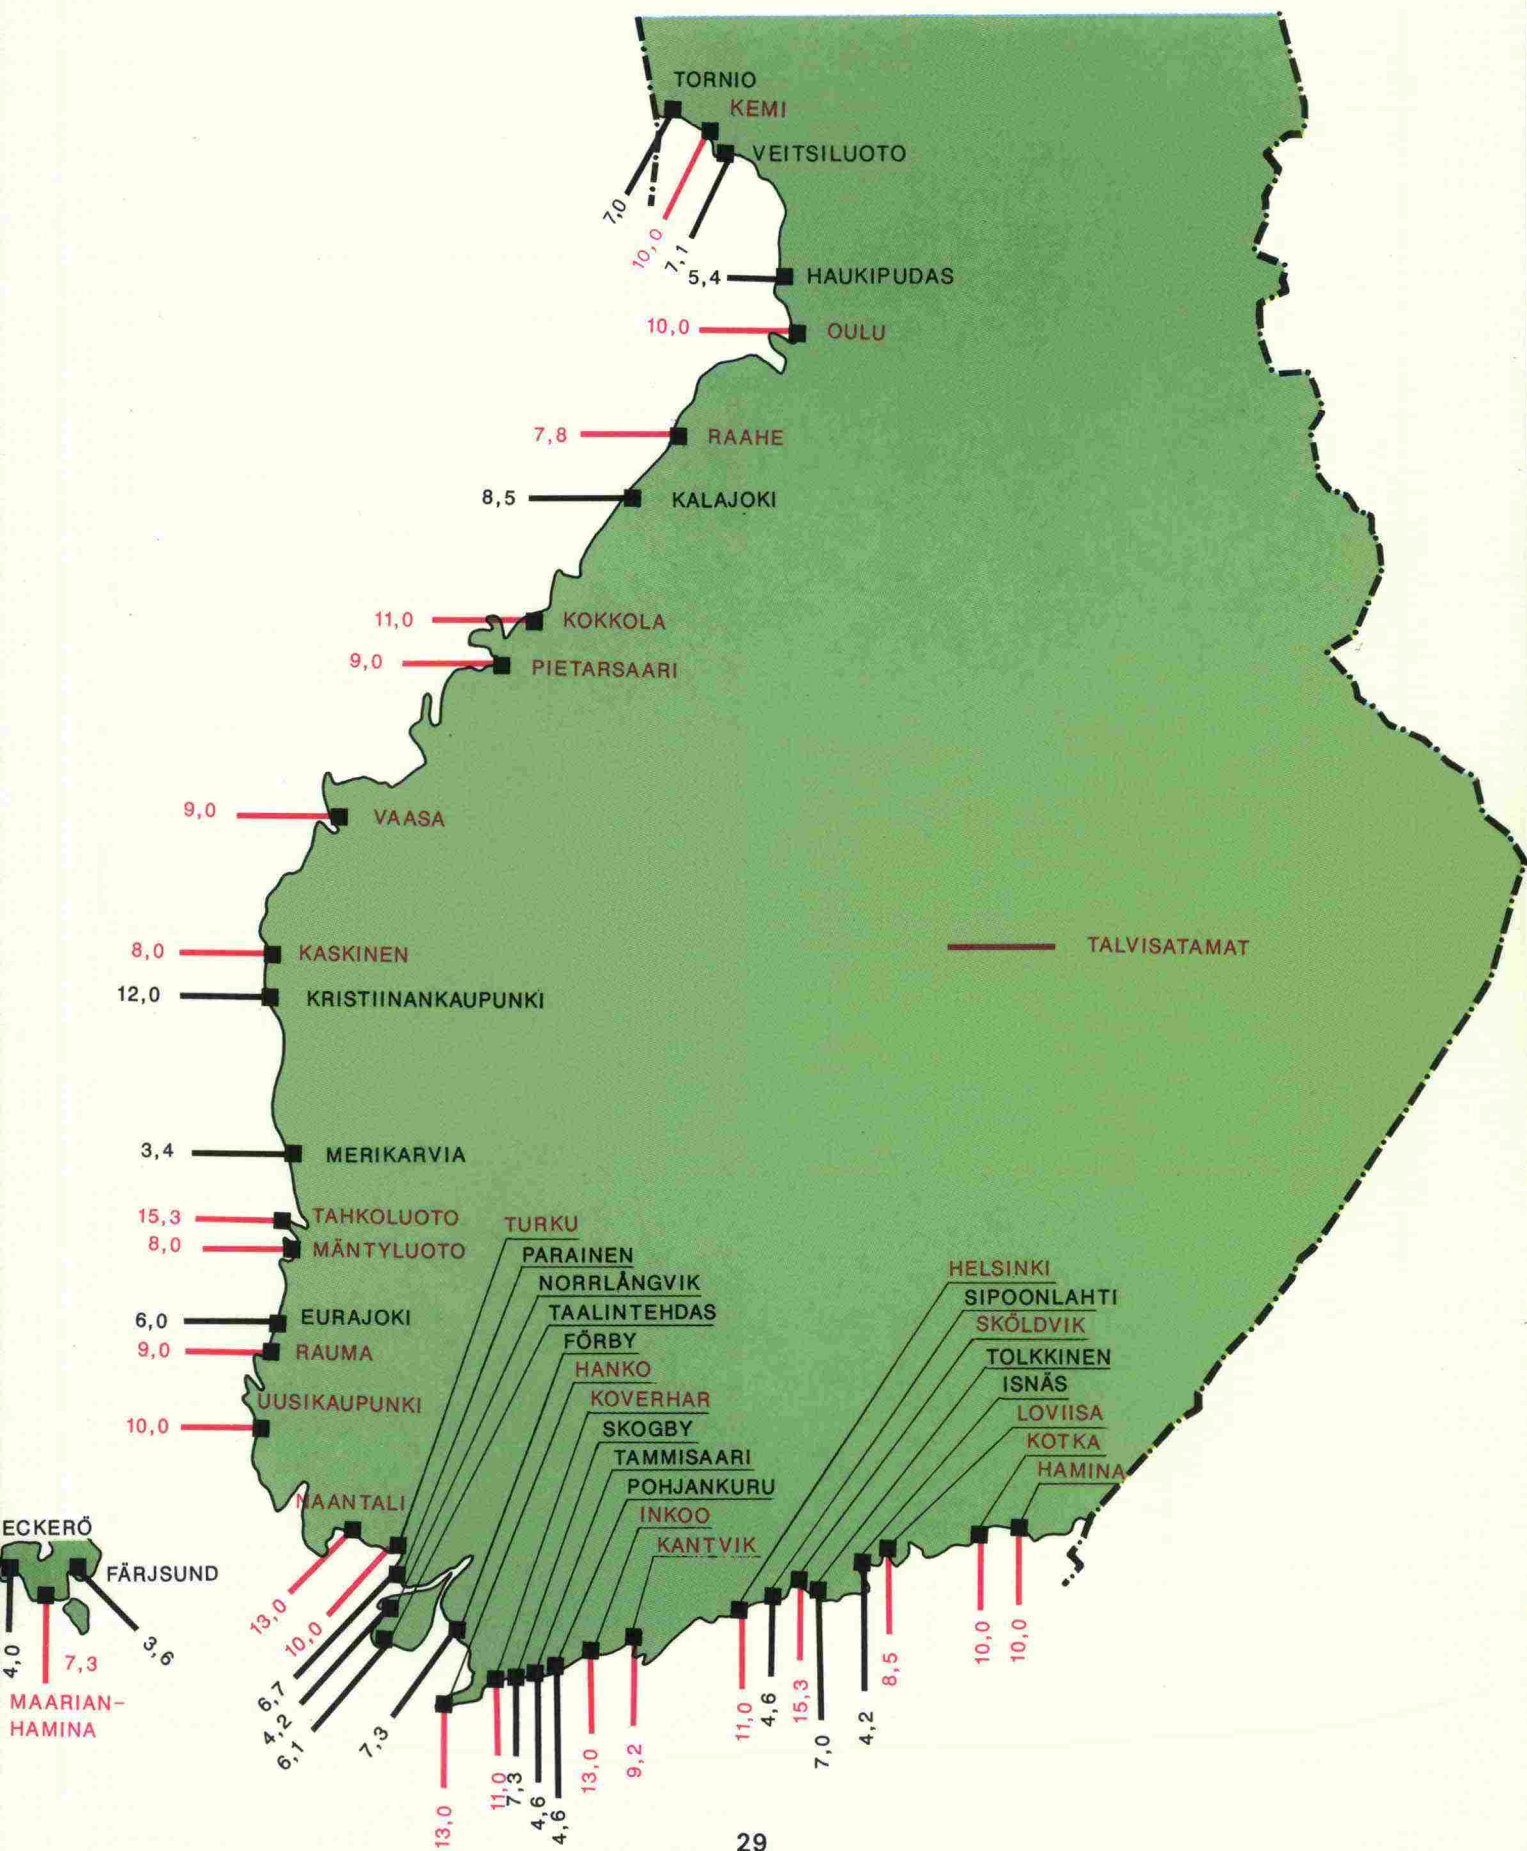 TORNIO
KEMI
VEITSILUOTO
7,0
10,0
7,1
5,4 HAUKIPUDAS
10,0 OULU
7,8 RAAHE
8,5 KALAJOKI
11,0 KOKKOLA
9,0 PIETARSAARI
9,0 VAASA
8,0 KASKINEN
TALVISATAMAT
12,0 KRISTIINANKAUPUNKI
3,4 MERIKARVIA
15,3 TAHKOLUOTO
8,0 MÄNTYLUOTO
6,0 EURAJOKI
9,0 RAUMA
UUSIKAUPUNKI
10,0
NAANTALI
TURKU
PARAINEN
NORRLÅNGVIK
TAALINTEHDAS
FÖRBY
HANKO
KOVERHAR
SKOGBY
TAMMISAARI
POHJANKURU
INKOO
KANTVIK
HELSINKI
SIPOONLAHTI
SKÖLDVIK
TOLKKINEN
ISNÄS
LOVIISA
KOTKA
HAMINA
ECKERÖ
FÄRJSUND
4,0
7,3
MAARIAN-
HAMINA
3,6
13,0
10,0
6,7
4,2
6,1
7,3
13,0
11,0
7,3
4,6
4,6
13,0
9,2
11,0
4,6
15,3
7,0
4,2
8,5
10,0
10,0
29